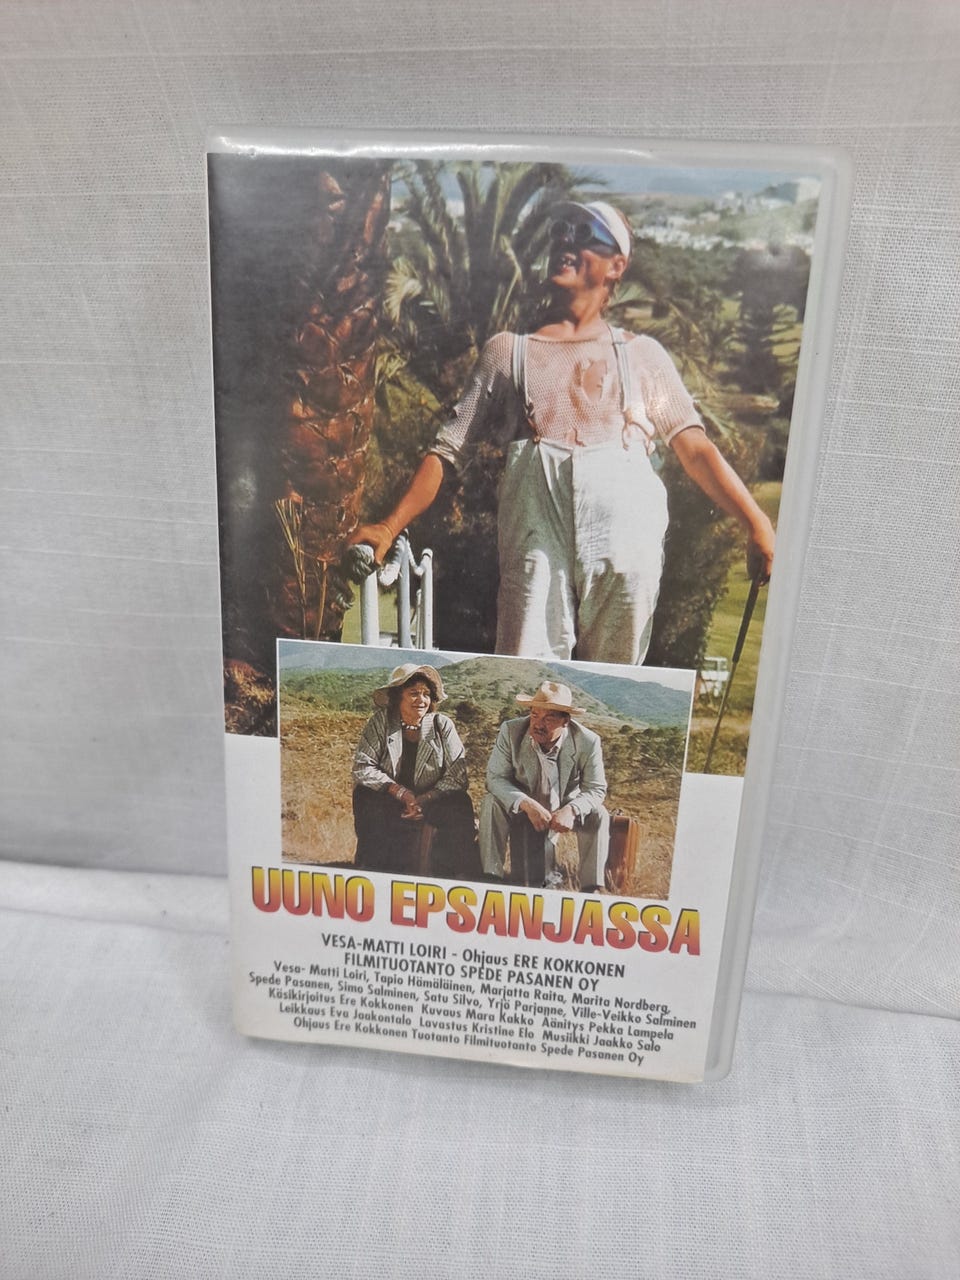 UUNO EPSANJASSA
VESA-MATTI LOIRI - Ohjaus ERE KOKKONEN
FILMITUOTANTO SPEDE PASANEN OY
Vesa- Matti Loiri, Tapio Hämäläinen, Marjatta Raita, Marita Nordberg,
Spede Pasanen, Simo Salminen, Satu Silvo, Yrjö Parjanne, Ville-Veikko Salminen
Käsikirjoitus Ere Kokkonen Kuvaus Mara Kakko Äänitys Pekka Lampela
Leikkaus Eva Jaakontalo Lavastus Kristine Elo Musiikki Jaakko Salo
Ohjaus Ere Kokkonen Tuotanto Filmituotanto Spede Pasanen Oy